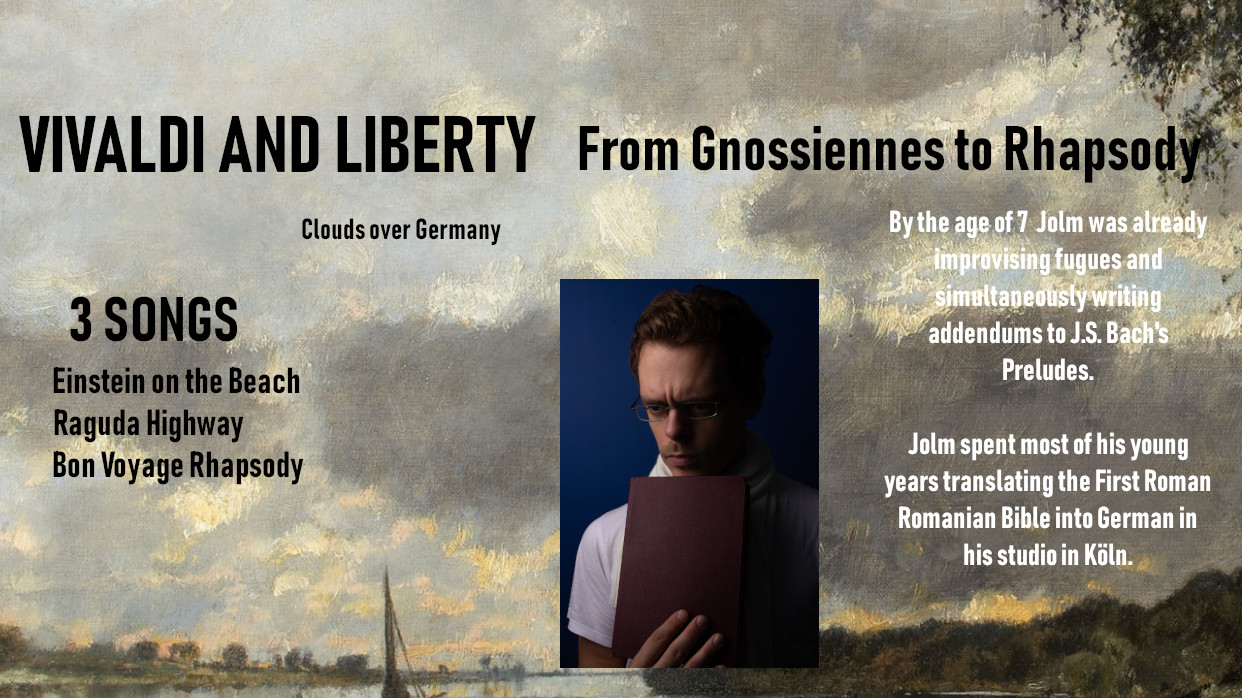 VIVALDI AND LIBERTY
From Gnossiennes to Rhapsody
Clouds over Germany
3 SONGS
Einstein on the Beach
Raguda Highway
Bon Voyage Rhapsody
By the age of 7 Jolm was already
improvising fugues and
simultaneously writing
addendums to J.S. Bach's
Preludes.
Jolm spent most of his young
years translating the First Roman
Romanian Bible into German in
his studio in Köln.